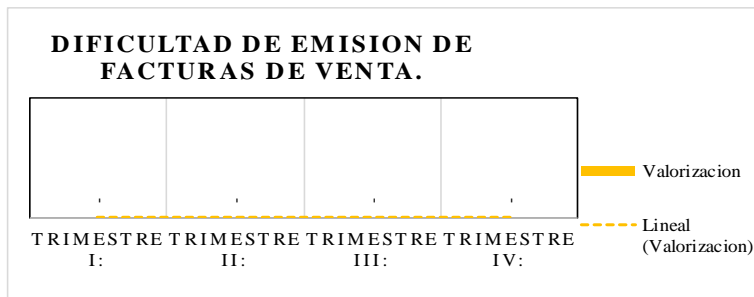 DIFICULTAD DE EMISION DE
FACTURAS DE VENTA.
- - - -
TRIMESTRE TRIMESTRE TRIMESTRE TRIMESTRE
I: II: III: IV:
Valorizacion
Lineal
(Valorizacion)